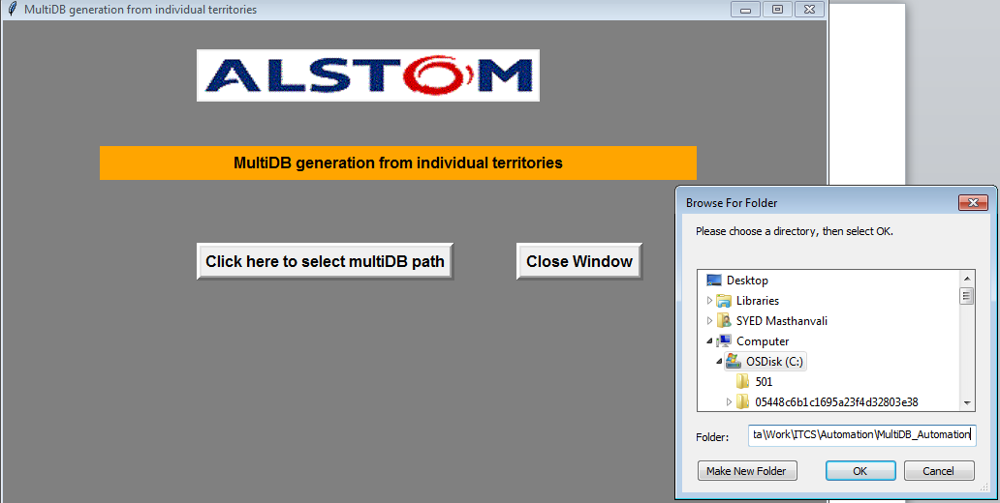 MultiDB generation from individual territories
ALSTOM
MultiDB generation from individual territories
Click here to select multiDB path
Close Window
Browse For Folder
Please choose a directory, then select OK.
Desktop
Libraries
SYED Masthanvali
Computer
OSDisk (C:)
501
05448c6b1c1695a23f4d32803e38
Folder: ta\Work\ITCS\Automation\MultiDB_Automation
Make New Folder
OK
Cancel